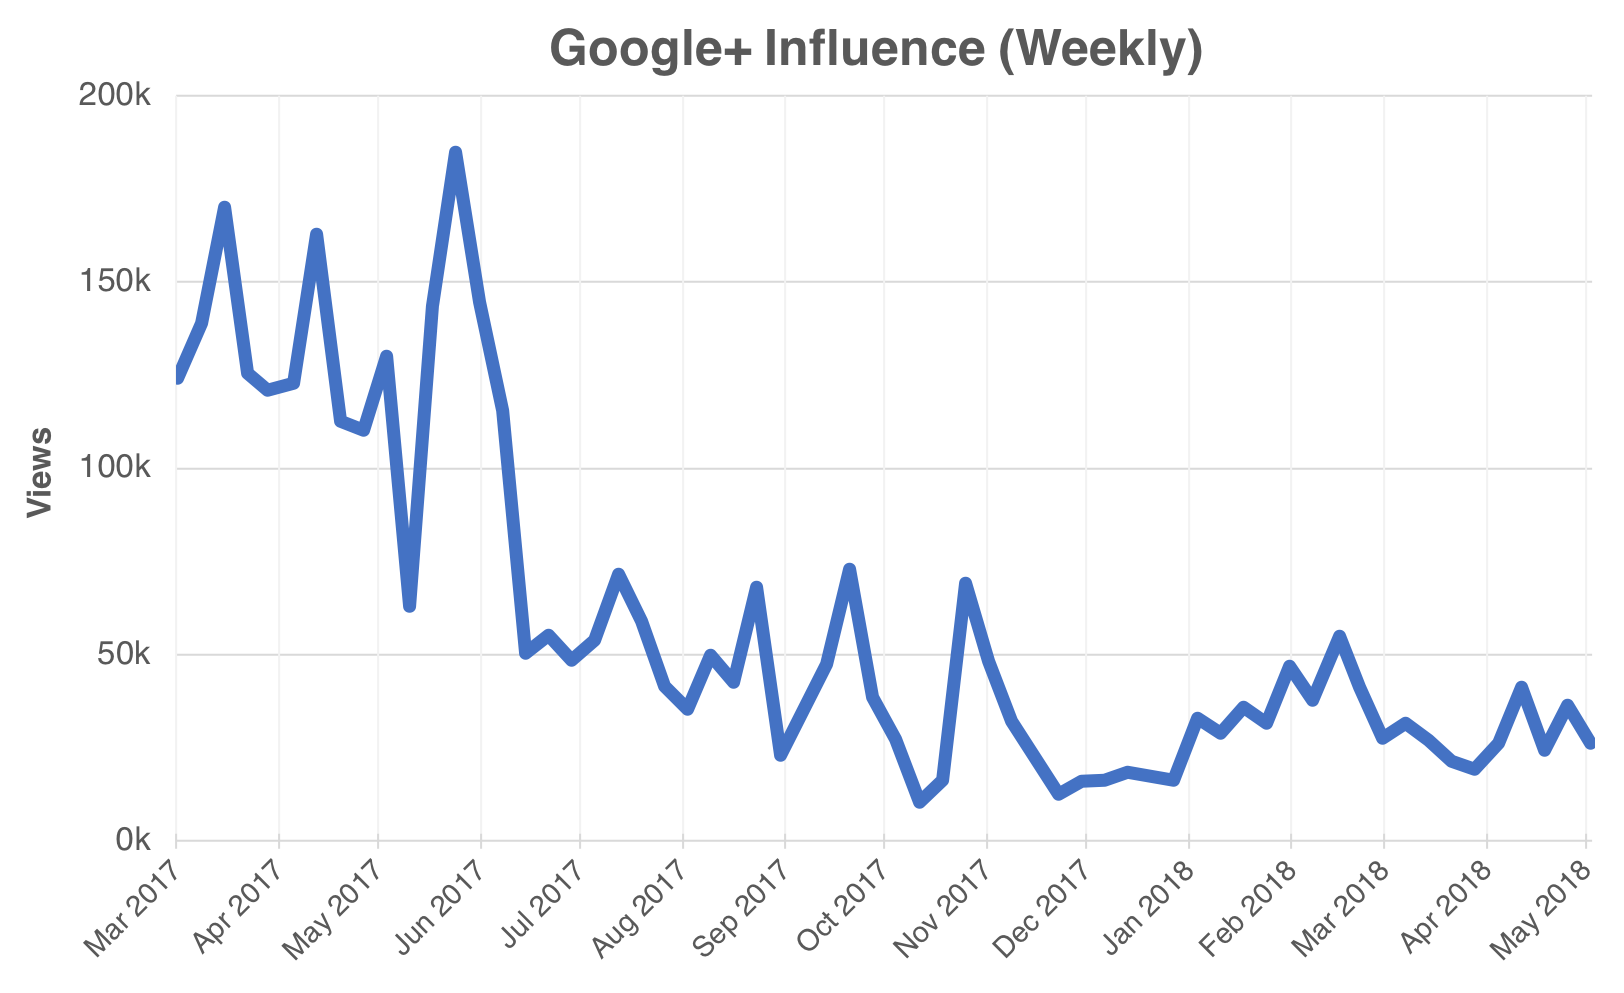 Google+ Influence (Weekly)
200k
150k
100k
50k
0k
Views
Mar 2017
Apr 2017
May 2017
Jun 2017
Jul 2017
Aug 2017
Sep 2017
Oct 2017
Nov 2017
Dec 2017
Jan 2018
Feb 2018
Mar 2018
Apr 2018
May 2018